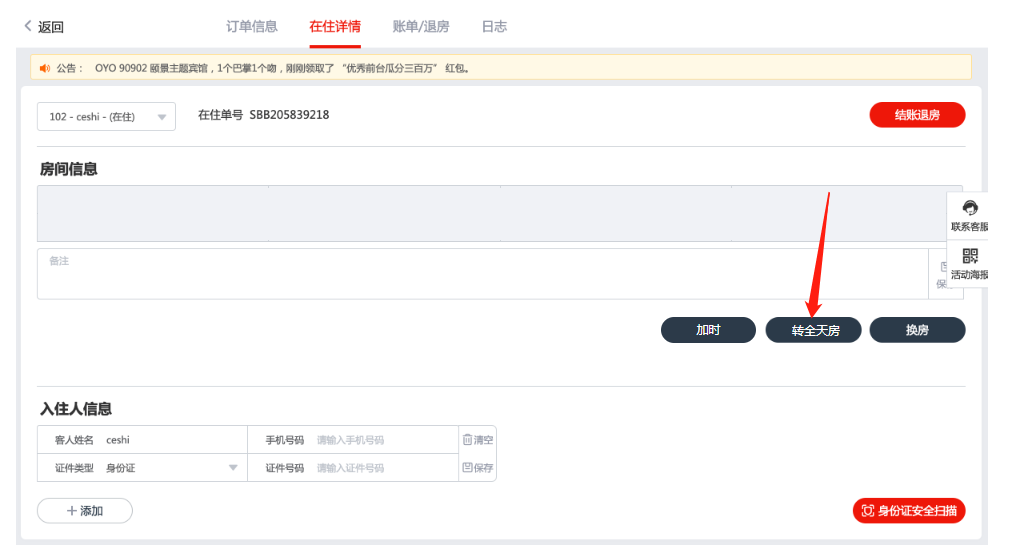 返回 订单信息 在住详情 账单/退房 日志
公告： OYO 90902 颐景主题宾馆，1个巴掌1个吻，刚刚领取了 “优秀前台瓜分三百万” 红包。
102 - ceshi - (在住) 在住单号 SBB205839218 结账退房
房间信息
联系客服
备注
活动海报
保
加时 转全天房 换房
入住人信息
客人姓名 ceshi 手机号码 请输入手机号码 清空
证件类型 身份证 证件号码 请输入证件号码 保存
添加 身份证安全扫描